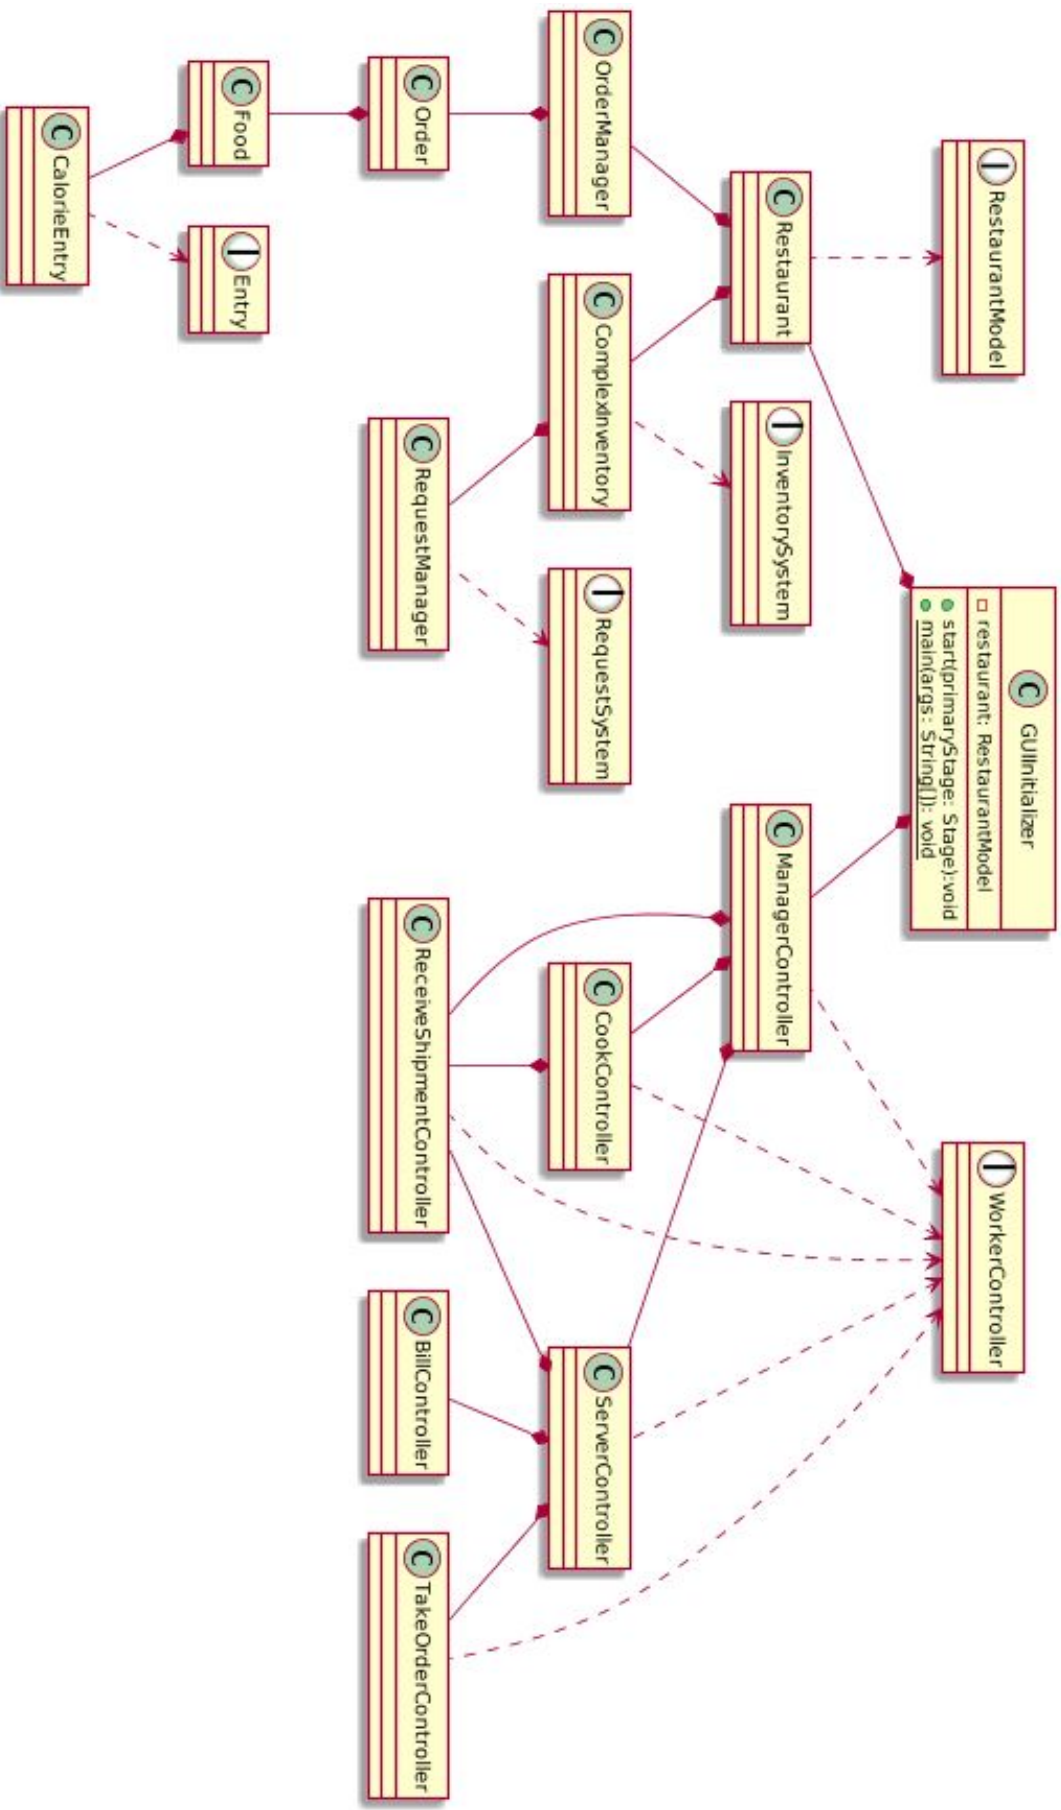 C GUIInitializer
restaurant: RestaurantModel
start(primaryStage: Stage):void
main(args: String[]): void
I RestaurantModel
I WorkerController
C Restaurant
I InventorySystem
C ManagerController
C OrderManager
C ComplexInventory
I RequestSystem
C CookController
C ServerController
C Order
C RequestManager
C ReceiveShipmentController
C BillController
C TakeOrderController
C Food
I Entry
C CalorieEntry